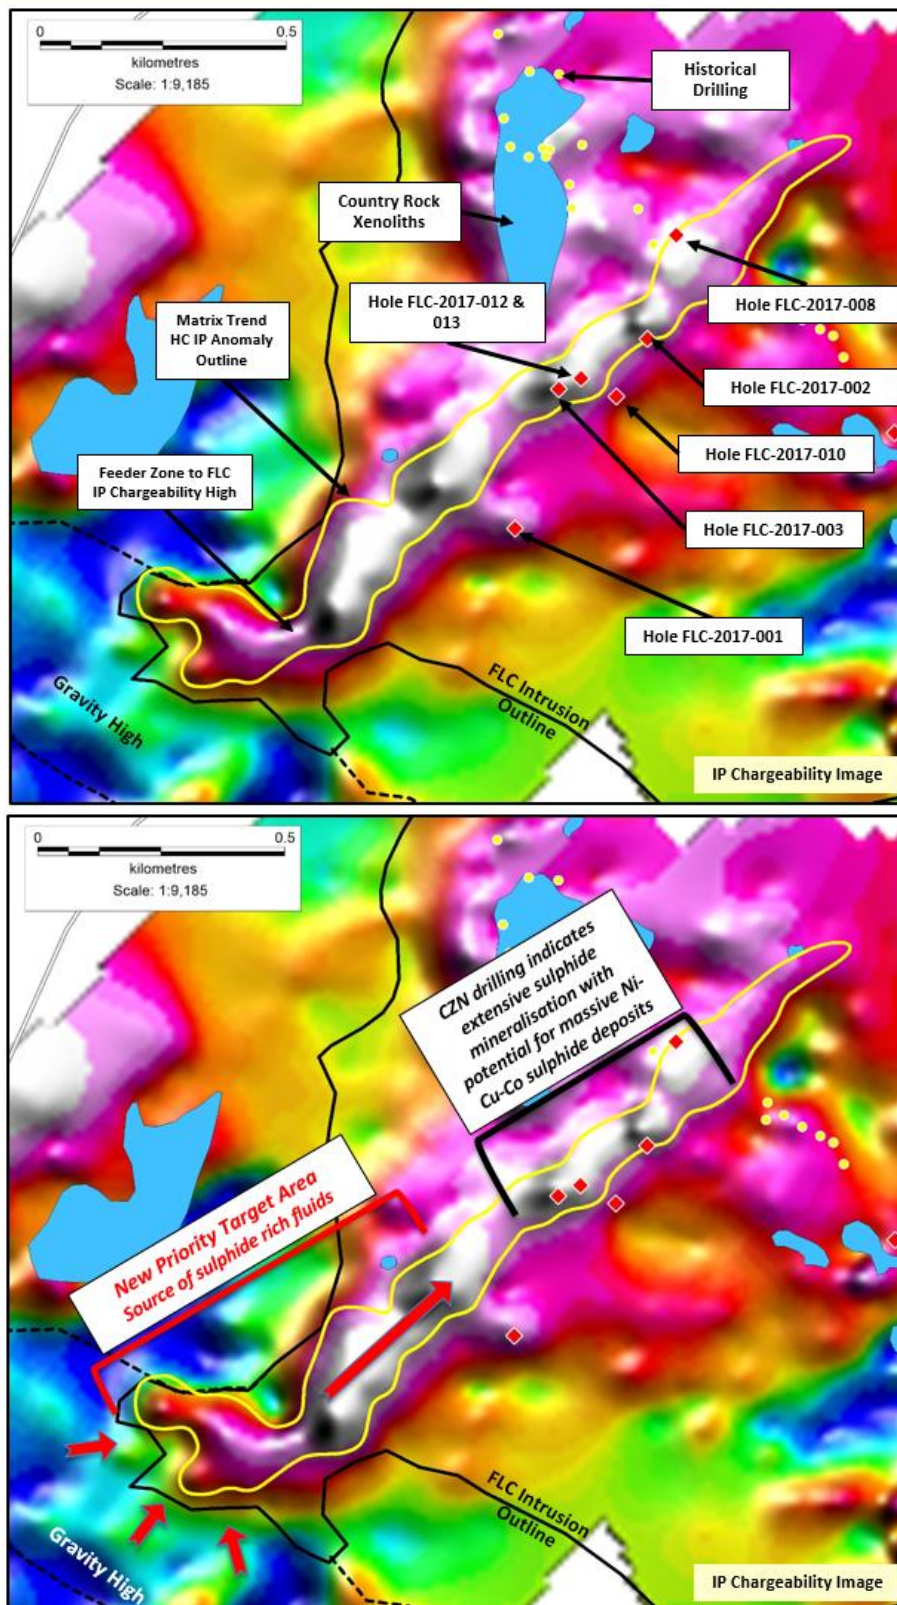 0 0.5
kilometres
Scale: 1:9,185
Historical
Drilling
Country Rock
Xenoliths
Hole FLC-2017-012 &
013
Hole FLC-2017-008
Matrix Trend
HC IP Anomaly
Outline
Hole FLC-2017-002
Hole FLC-2017-010
Feeder Zone to FLC
IP Chargeability High
Hole FLC-2017-003
Hole FLC-2017-001
Gravity High
FLC Intrusion
Outline
IP Chargeability Image
0 0.5
kilometres
Scale: 1:9,185
CZN drilling indicates
extensive sulphide
mineralisation with
potential for massive Ni-
Cu-Co sulphide deposits
New Priority Target Area
Source of sulphide rich fluids
Gravity High
FLC Intrusion
Outline
IP Chargeability Image